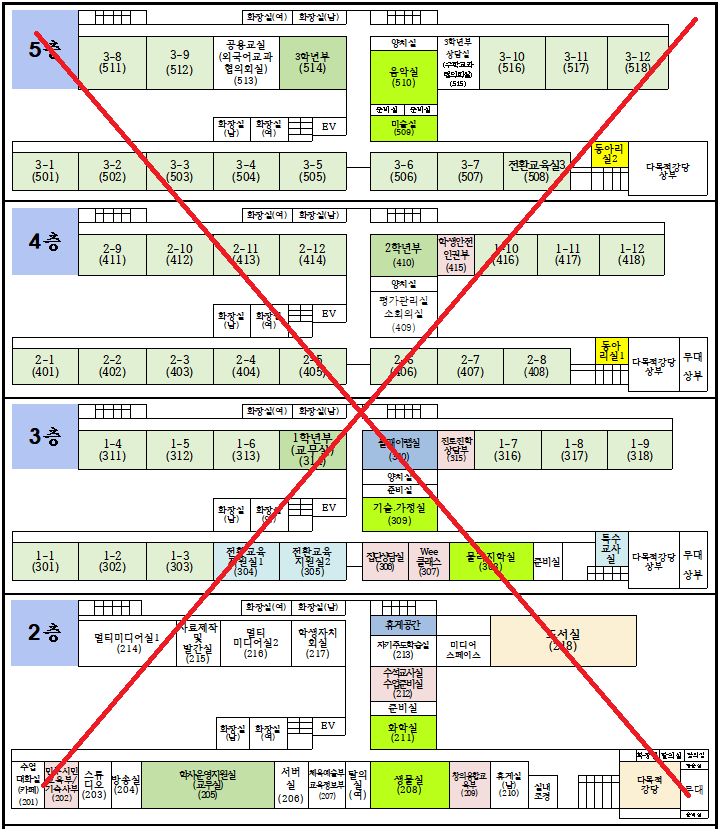 화장실(여) 화장실(남)
5층
3-8
(511)
3-9
(512)
공용교실
(외국어교과
협의회실)
(513)
3학년부
(514)
양치실
음악실
(510)
준비실 준비실
미술실
(509)
3학년부
상담실
(수학교과
협의회실)
(515)
3-10
(516)
3-11
(517)
3-12
(518)
화장실
(남)
화장실
(여)
EV
3-1
(501)
3-2
(502)
3-3
(503)
3-4
(504)
3-5
(505)
3-6
(506)
3-7
(507)
전환교육실3
(508)
동아리
실2
다목적강당
상부
화장실(여) 화장실(남)
4층
2-9
(411)
2-10
(412)
2-11
(413)
2-12
(414)
2학년부
(410)
양치실
평가관리실
소회의실
(409)
학생안전
인권부
(415)
1-10
(416)
1-11
(417)
1-12
(418)
화장실
(남)
화장실
(여)
EV
2-1
(401)
2-2
(402)
2-3
(403)
2-4
(404)
2-5
(405)
2-6
(406)
2-7
(407)
2-8
(408)
동아
리실1
다목적강당
상부
무대
상부
화장실(여) 화장실(남)
3층
1-4
(311)
1-5
(312)
1-6
(313)
1학년부
(교무실)
(314)
(310)
양치실
준비실
기술.가정실
(309)
진로진학
상담부
(315)
1-7
(316)
1-8
(317)
1-9
(318)
화장실
(남)
EV
1-1
(301)
1-2
(302)
1-3
(303)
전환교육
지원실1
(304)
전환교육
지원실2
(305)
집단상담실
(306)
Wee
클래스
(307)
물리지학실
(308)
준비실
특수
교사
실
다목적강당
상부
무대
상부
화장실(여) 화장실(남)
2층
멀티미디어실1
(214)
자료제작
및
발간실
(215)
멀티
미디어실2
(216)
학생자치
회실
(217)
휴게공간
자기주도학습실
(213)
수석교사실
수업준비실
(212)
준비실
화학실
(211)
미디어
스페이스
도서실
(218)
화장실
(남)
화장실
(여)
EV
수업
대화실
(카페)
(201)
민주시민
교육부/
기숙사부
(202)
스튜
디오
(203)
방송실
(204)
학사운영지원실
(교무실)
(205)
서버
실
(206)
체육예술부
교육정보부
(207)
탈의
실
(여)
생물실
(208)
창의융합교
육부
(209)
휴게실
(남)
(210)
실내
조경
탈의실
다목적
강당
무대